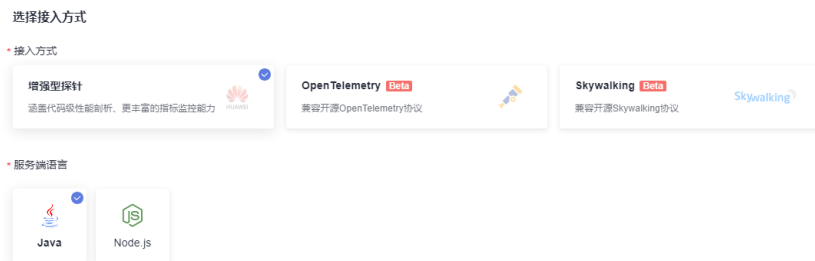 选择接入方式
* 接入方式
增强型探针
涵盖代码级性能剖析、更丰富的指标监控能力
HUAWEI
OpenTelemetry Beta
兼容开源OpenTelemetry协议
Skywalking Beta
兼容开源Skywalking协议
Skywalking
* 服务端语言
Java
JS
Node.js